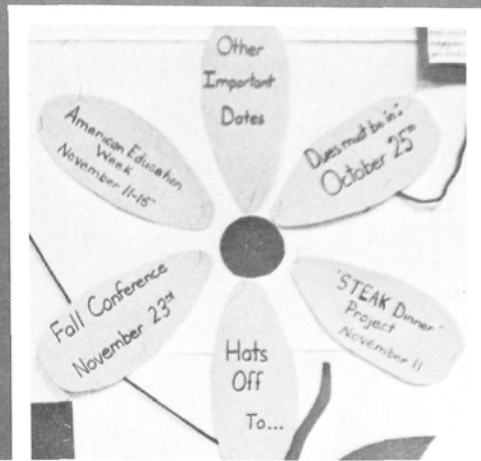 Other
Important
Dates
Dues must be in:
October 25th
"STEAK Dinner"
Project
November 11
Hats
Off
To...
Fall Conference
November 23rd
American Education
Week
November 11-15th